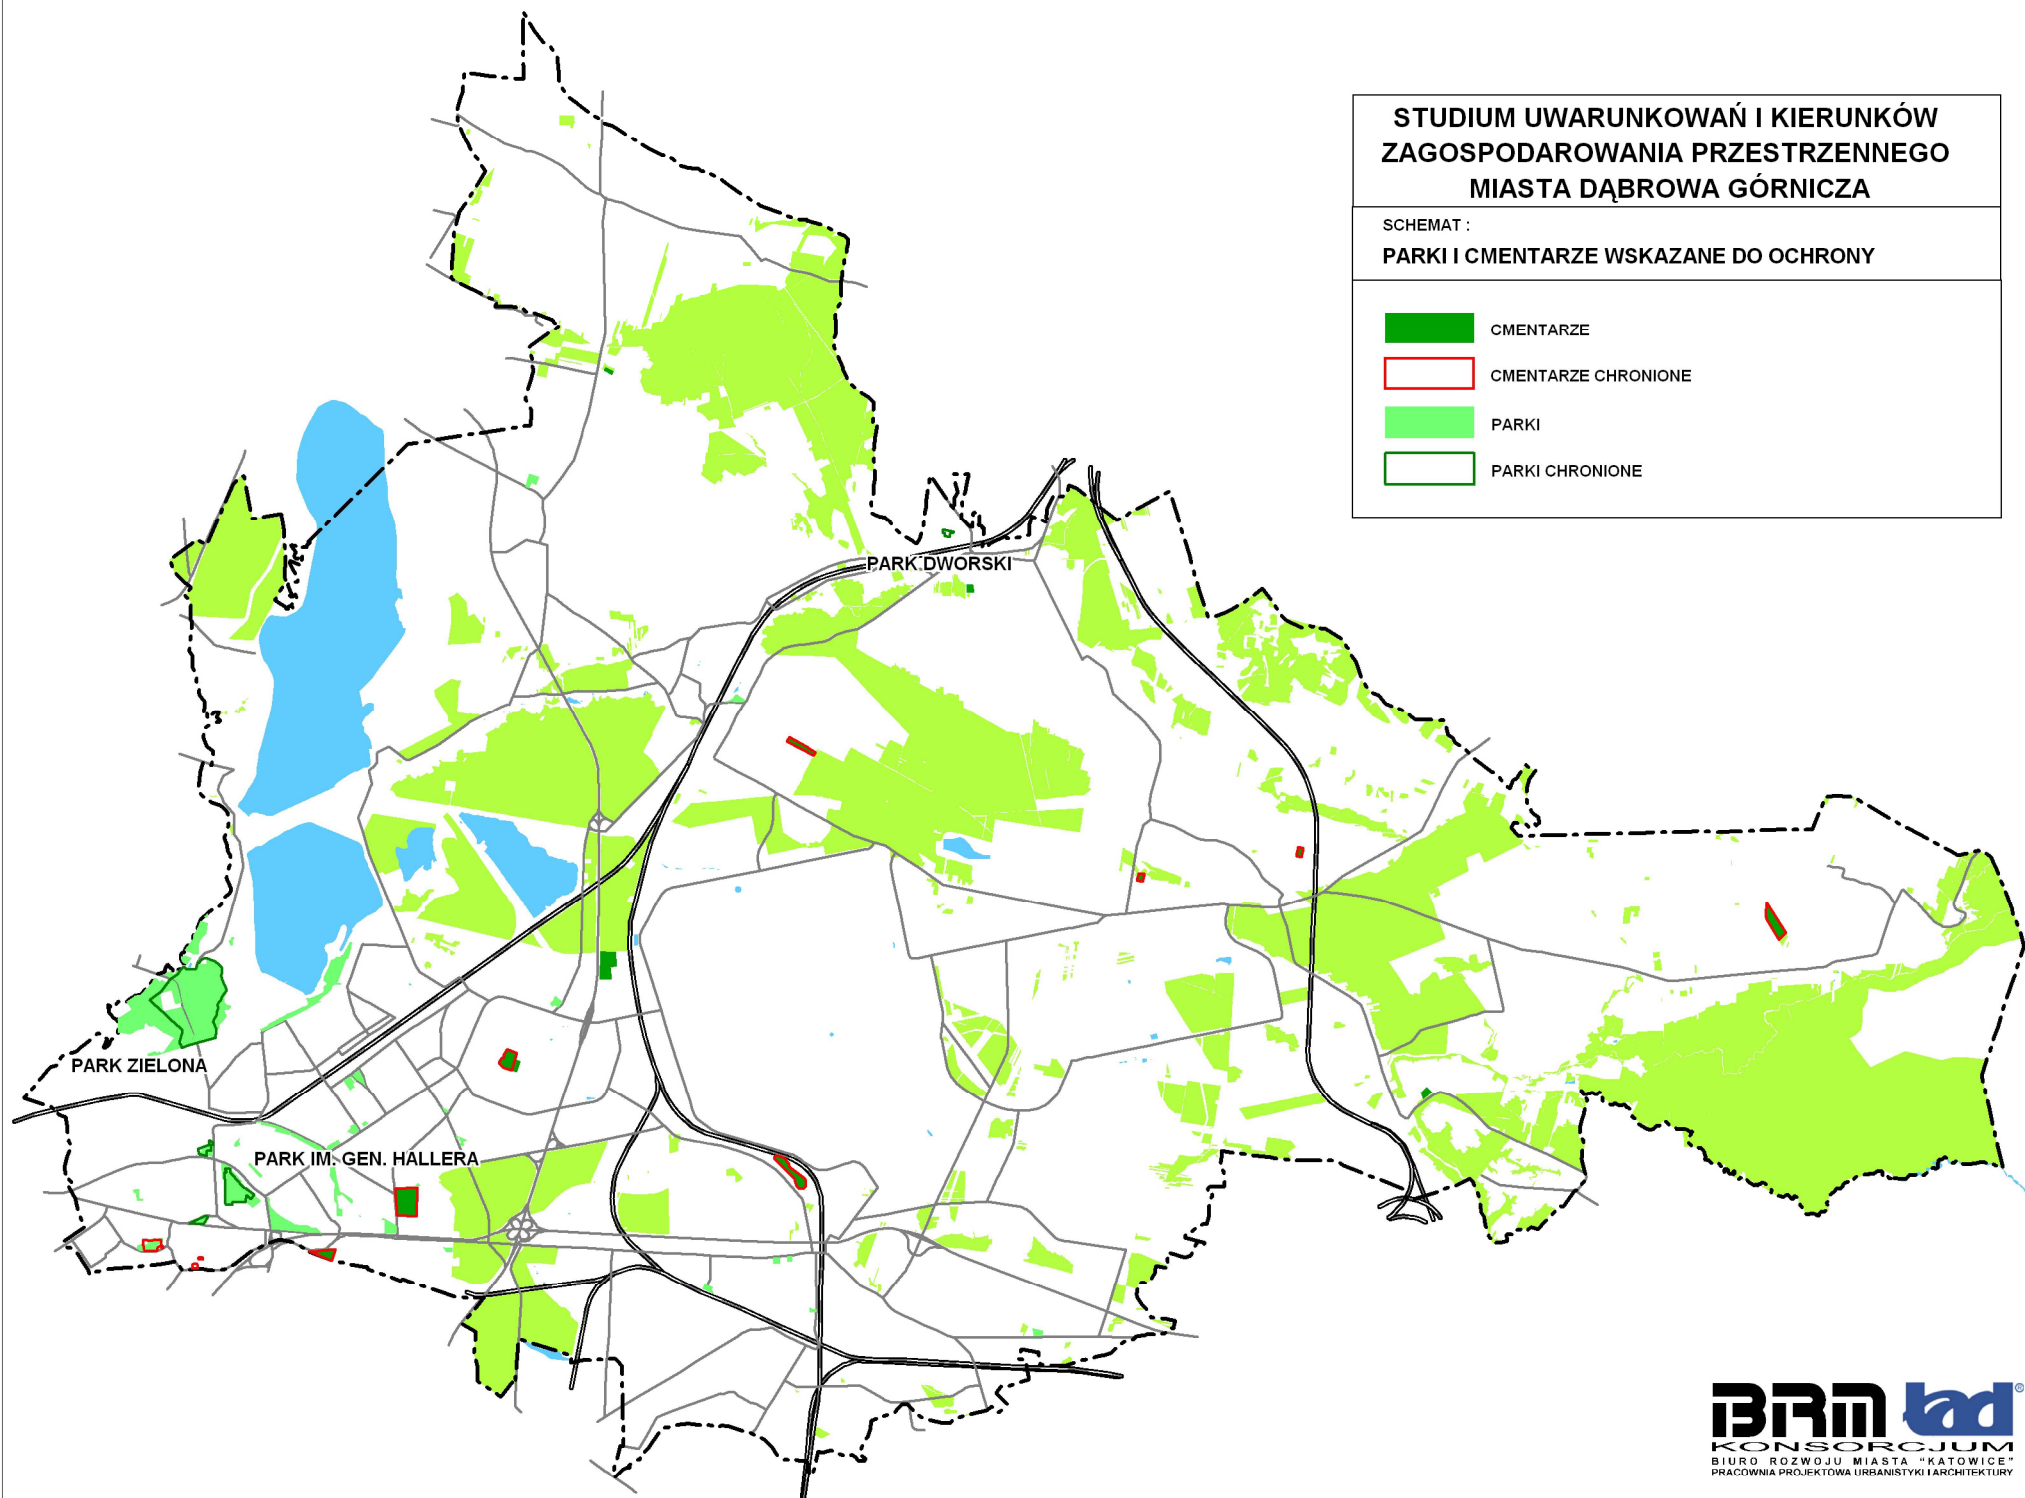 STUDIUM UWARUNKOWAŃ I KIERUNKÓW
ZAGOSPODAROWANIA PRZESTRZENNEGO
MIASTA DĄBROWA GÓRNICZA
SCHEMAT :
PARKI I CMENTARZE WSKAZANE DO OCHRONY
CMENTARZE
CMENTARZE CHRONIONE
PARKI
PARKI CHRONIONE
PARK DWORSKI
PARK ZIELONA
PARK IM. GEN. HALLERA
BRM ład®
KONSORCJUM
BIURO ROZWOJU MIASTA "KATOWICE"
PRACOWNIA PROJEKTOWA URBANISTYKI I ARCHITEKTURY